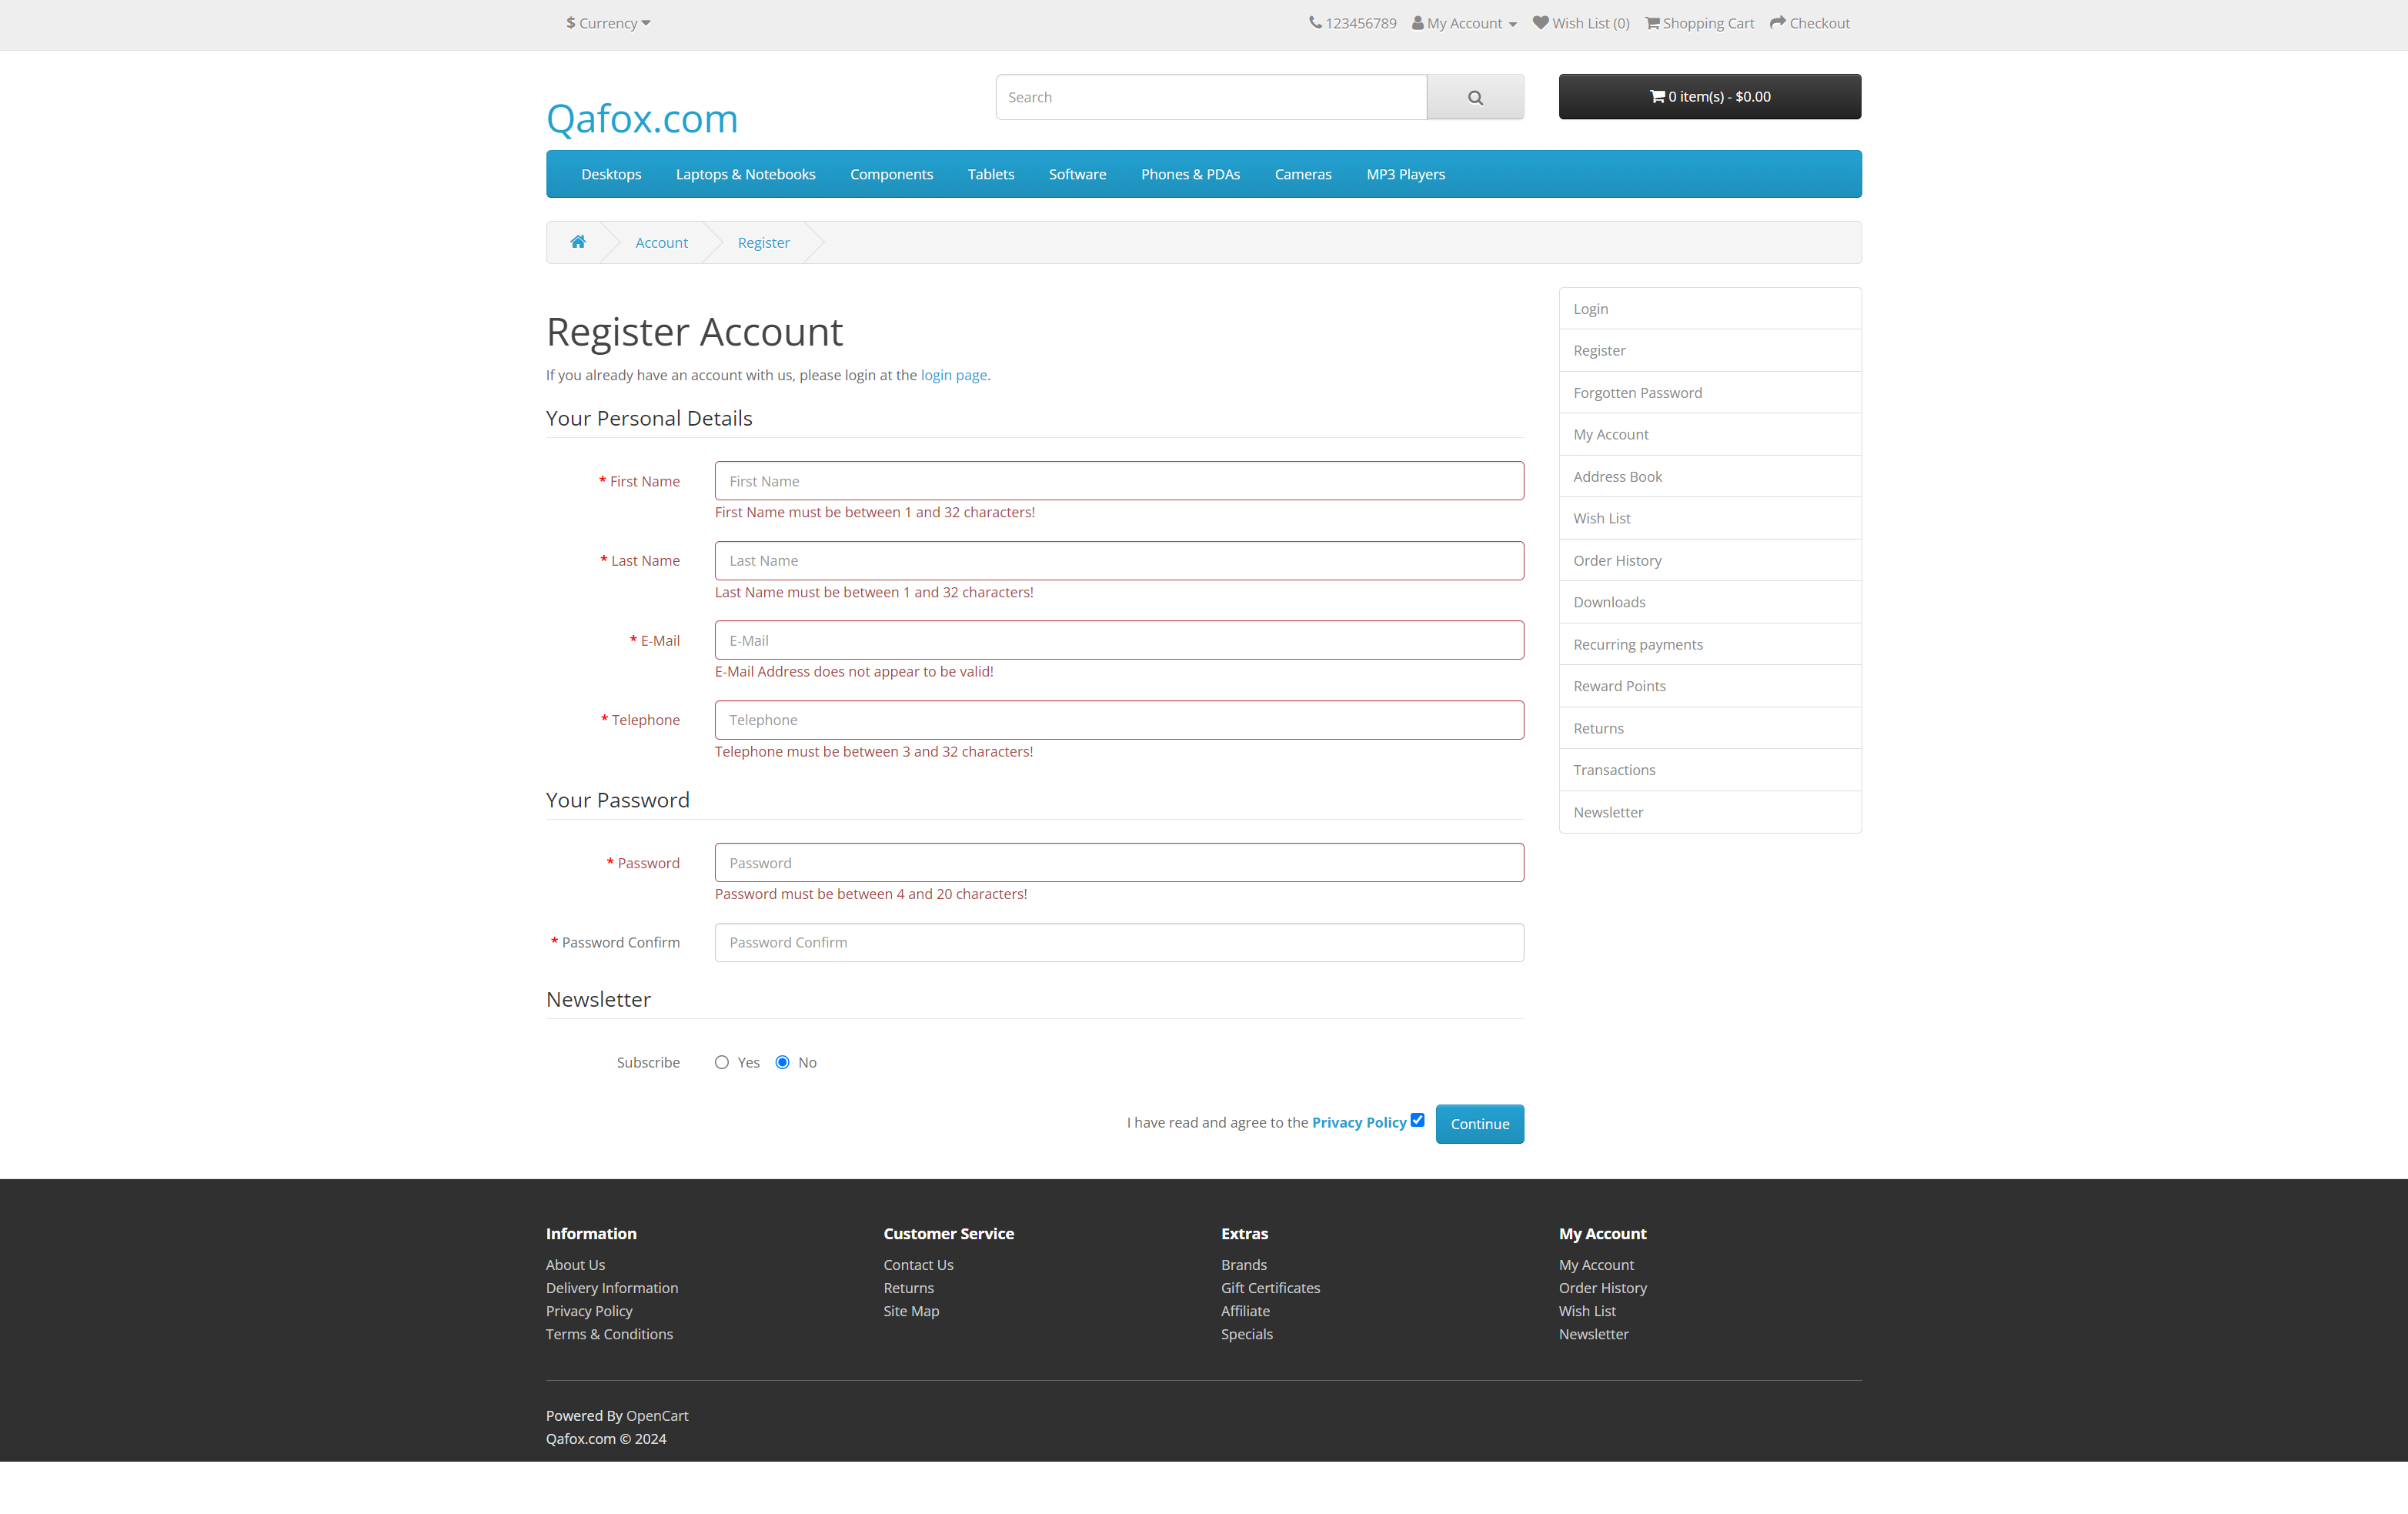 $ Currency
123456789 My Account Wish List (0) Shopping Cart Checkout
Qafox.com
Search
0 item(s) - $0.00
Desktops Laptops & Notebooks Components Tablets Software Phones & PDAs Cameras MP3 Players
Account Register
Register Account
If you already have an account with us, please login at the login page.
Your Personal Details
* First Name
First Name
First Name must be between 1 and 32 characters!
* Last Name
Last Name
Last Name must be between 1 and 32 characters!
* E-Mail
E-Mail
E-Mail Address does not appear to be valid!
* Telephone
Telephone
Telephone must be between 3 and 32 characters!
Your Password
* Password
Password
Password must be between 4 and 20 characters!
* Password Confirm
Password Confirm
Newsletter
Subscribe Yes No
I have read and agree to the Privacy Policy
Continue
Login
Register
Forgotten Password
My Account
Address Book
Wish List
Order History
Downloads
Recurring payments
Reward Points
Returns
Transactions
Newsletter
Information
About Us
Delivery Information
Privacy Policy
Terms & Conditions
Customer Service
Contact Us
Returns
Site Map
Extras
Brands
Gift Certificates
Affiliate
Specials
My Account
My Account
Order History
Wish List
Newsletter
Powered By OpenCart
Qafox.com © 2024